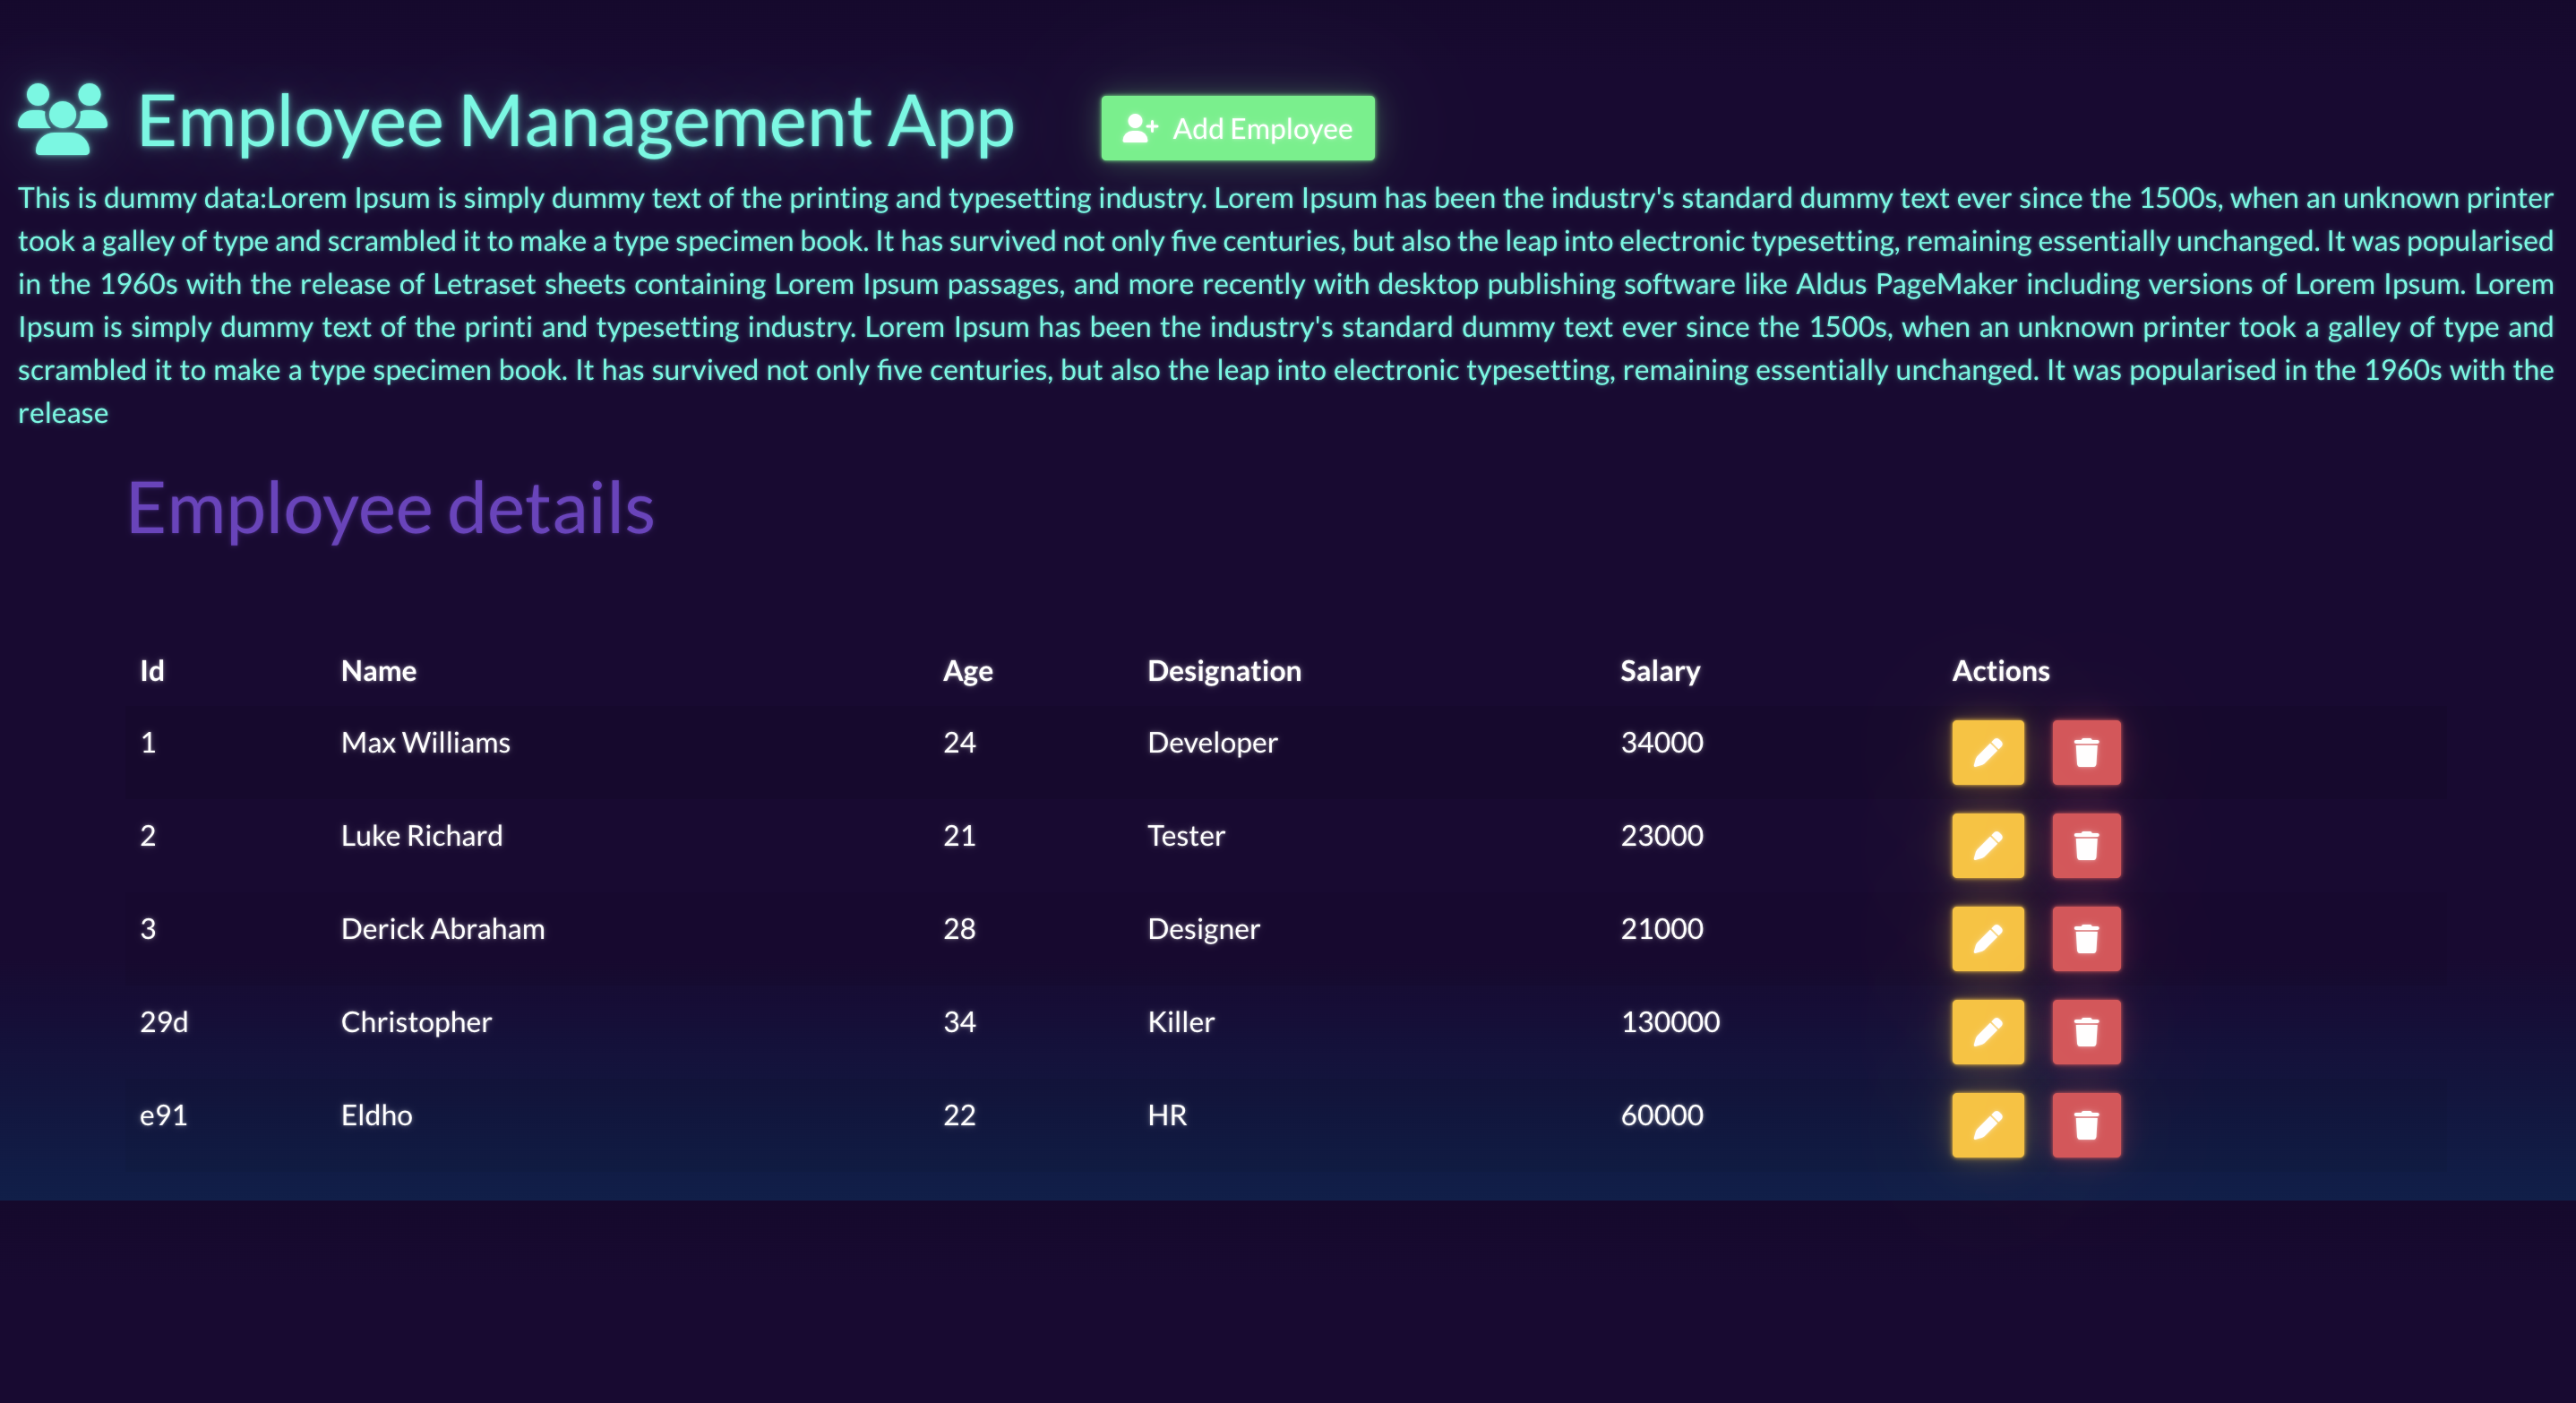 Employee Management App
Add Employee
This is dummy data:Lorem Ipsum is simply dummy text of the printing and typesetting industry. Lorem Ipsum has been the industry's standard dummy text ever since the 1500s, when an unknown printer
took a galley of type and scrambled it to make a type specimen book. It has survived not only five centuries, but also the leap into electronic typesetting, remaining essentially unchanged. It was popularised
in the 1960s with the release of Letraset sheets containing Lorem Ipsum passages, and more recently with desktop publishing software like Aldus PageMaker including versions of Lorem Ipsum. Lorem
Ipsum is simply dummy text of the printi and typesetting industry. Lorem Ipsum has been the industry's standard dummy text ever since the 1500s, when an unknown printer took a galley of type and
scrambled it to make a type specimen book. It has survived not only five centuries, but also the leap into electronic typesetting, remaining essentially unchanged. It was popularised in the 1960s with the
release
Employee details
Id Name Age Designation Salary Actions
1 Max Williams 24 Developer 34000
2 Luke Richard 21 Tester 23000
3 Derick Abraham 28 Designer 21000
29d Christopher 34 Killer 130000
e91 Eldho 22 HR 60000